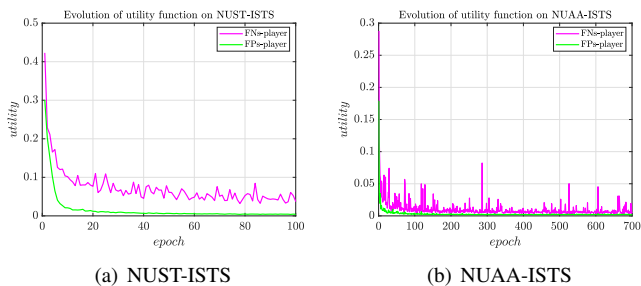 Evolution of utility function on NUST-ISTS
FNs-player
FPs-player
0.5
0.4
0.3
0.2
0.1
0
utility
0 20 40 60 80 100
epoch
(a) NUST-ISTS
Evolution of utility function on NUAA-ISTS
FNs-player
FPs-player
0.3
0.25
0.2
0.15
0.1
0.05
0
utility
0 100 200 300 400 500 600 700
epoch
(b) NUAA-ISTS